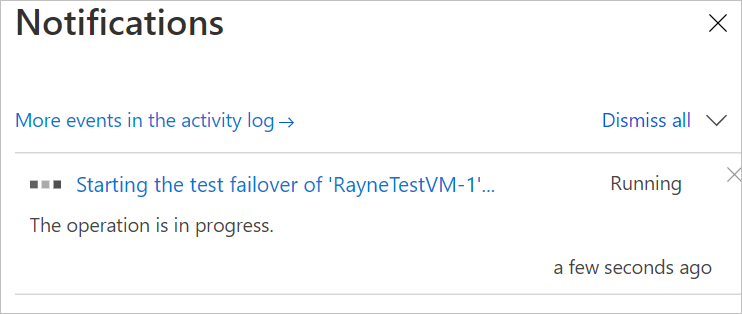 Notifications
More events in the activity log →
Dismiss all
Starting the test failover of 'RayneTestVM-1'...
Running
The operation is in progress.
a few seconds ago